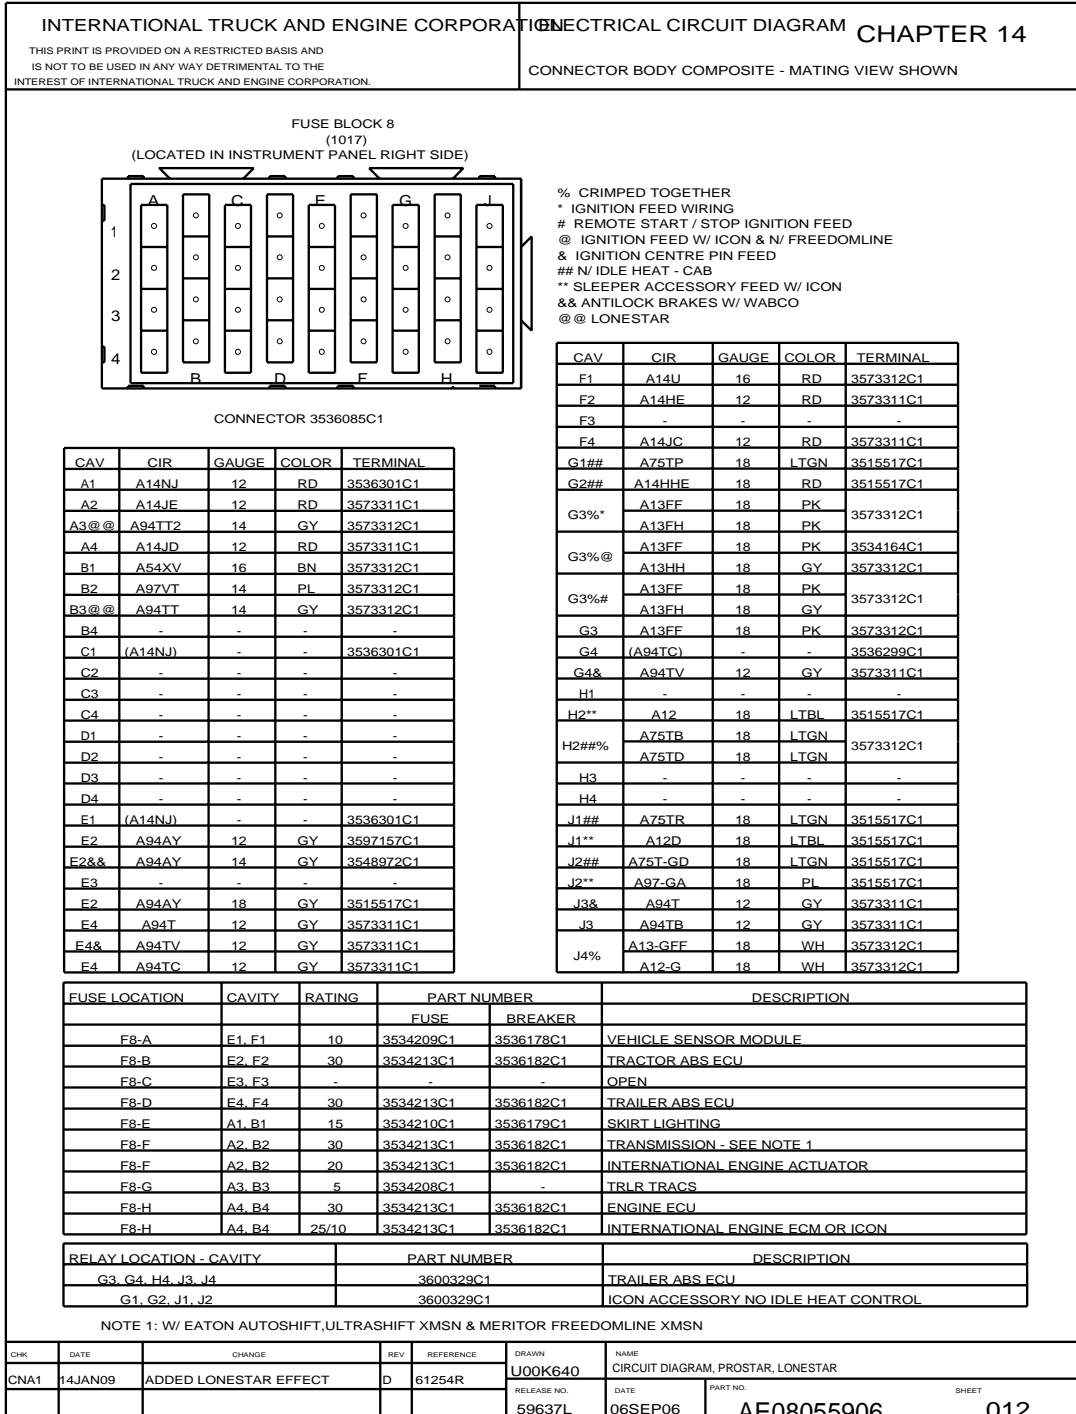 INTERNATIONAL TRUCK AND ENGINE CORPORATION
THIS PRINT IS PROVIDED ON A RESTRICTED BASIS AND
IS NOT TO BE USED IN ANY WAY DETRIMENTAL TO THE
INTEREST OF INTERNATIONAL TRUCK AND ENGINE CORPORATION.
ELECTRICAL CIRCUIT DIAGRAM CHAPTER 14
CONNECTOR BODY COMPOSITE - MATING VIEW SHOWN
FUSE BLOCK 8
(1017)
(LOCATED IN INSTRUMENT PANEL RIGHT SIDE)
A C E G J
1
2
3
4
B D F H
CONNECTOR 3536085C1
% CRIMPED TOGETHER
* IGNITION FEED WIRING
# REMOTE START / STOP IGNITION FEED
@ IGNITION FEED W/ ICON & N/ FREEDOMLINE
& IGNITION CENTRE PIN FEED
## N/ IDLE HEAT - CAB
** SLEEPER ACCESSORY FEED W/ ICON
&& ANTILOCK BRAKES W/ WABCO
@@ LONESTAR
CAV CIR GAUGE COLOR TERMINAL
A1 A14NJ 12 RD 3536301C1
A2 A14JE 12 RD 3573311C1
A3@@ A94TT2 14 GY 3573312C1
A4 A14JD 12 RD 3573311C1
B1 A54XV 16 BN 3573312C1
B2 A97VT 14 PL 3573312C1
B3@@ A94TT 14 GY 3573312C1
B4 - - - -
C1 (A14NJ) - - 3536301C1
C2 - - - -
C3 - - - -
C4 - - - -
D1 - - - -
D2 - - - -
D3 - - - -
D4 - - - -
E1 (A14NJ) - - 3536301C1
E2 A94AY 12 GY 3597157C1
E2&& A94AY 14 GY 3548972C1
E3 - - - -
E2 A94AY 18 GY 3515517C1
E4 A94T 12 GY 3573311C1
E4& A94TV 12 GY 3573311C1
E4 A94TC 12 GY 3573311C1
CAV CIR GAUGE COLOR TERMINAL
F1 A14U 16 RD 3573312C1
F2 A14HE 12 RD 3573311C1
F3 - - - -
F4 A14JC 12 RD 3573311C1
G1## A75TP 18 LTGN 3515517C1
G2## A14HHE 18 RD 3515517C1
G3%* A13FF 18 PK 3573312C1
A13FH 18 PK
G3%@ A13FF 18 PK 3534164C1
A13HH 18 GY 3573312C1
G3%# A13FF 18 PK 3573312C1
A13FH 18 GY
G3 A13FF 18 PK 3573312C1
G4 (A94TC) - - 3536299C1
G4& A94TV 12 GY 3573311C1
H1 - - - -
H2** A12 18 LTBL 3515517C1
H2##% A75TB 18 LTGN 3573312C1
A75TD 18 LTGN
H3 - - - -
H4 - - - -
J1## A75TR 18 LTGN 3515517C1
J1** A12D 18 LTBL 3515517C1
J2## A75T-GD 18 LTGN 3515517C1
J2** A97-GA 18 PL 3515517C1
J3& A94T 12 GY 3573311C1
J3 A94TB 12 GY 3573311C1
J4% A13-GFF 18 WH 3573312C1
A12-G 18 WH 3573312C1
FUSE LOCATION CAVITY RATING PART NUMBER DESCRIPTION
FUSE BREAKER
F8-A E1, F1 10 3534209C1 3536178C1 VEHICLE SENSOR MODULE
F8-B E2, F2 30 3534213C1 3536182C1 TRACTOR ABS ECU
F8-C E3, F3 - - - OPEN
F8-D E4, F4 30 3534213C1 3536182C1 TRAILER ABS ECU
F8-E A1, B1 15 3534210C1 3536179C1 SKIRT LIGHTING
F8-F A2, B2 30 3534213C1 3536182C1 TRANSMISSION - SEE NOTE 1
F8-F A2, B2 20 3534213C1 3536182C1 INTERNATIONAL ENGINE ACTUATOR
F8-G A3, B3 5 3534208C1 - TRLR TRACS
F8-H A4, B4 30 3534213C1 3536182C1 ENGINE ECU
F8-H A4, B4 25/10 3534213C1 3536182C1 INTERNATIONAL ENGINE ECM OR ICON
RELAY LOCATION - CAVITY PART NUMBER DESCRIPTION
G3, G4, H4, J3, J4 3600329C1 TRAILER ABS ECU
G1, G2, J1, J2 3600329C1 ICON ACCESSORY NO IDLE HEAT CONTROL
NOTE 1: W/ EATON AUTOSHIFT,ULTRASHIFT XMSN & MERITOR FREEDOMLINE XMSN
CHK DATE CHANGE REV REFERENCE DRAWN NAME
CNA1 14JAN09 ADDED LONESTAR EFFECT D 61254R U00K640 CIRCUIT DIAGRAM, PROSTAR, LONESTAR
RELEASE NO. DATE PART NO. SHEET
59637L 06SEP06 AE08055906 012